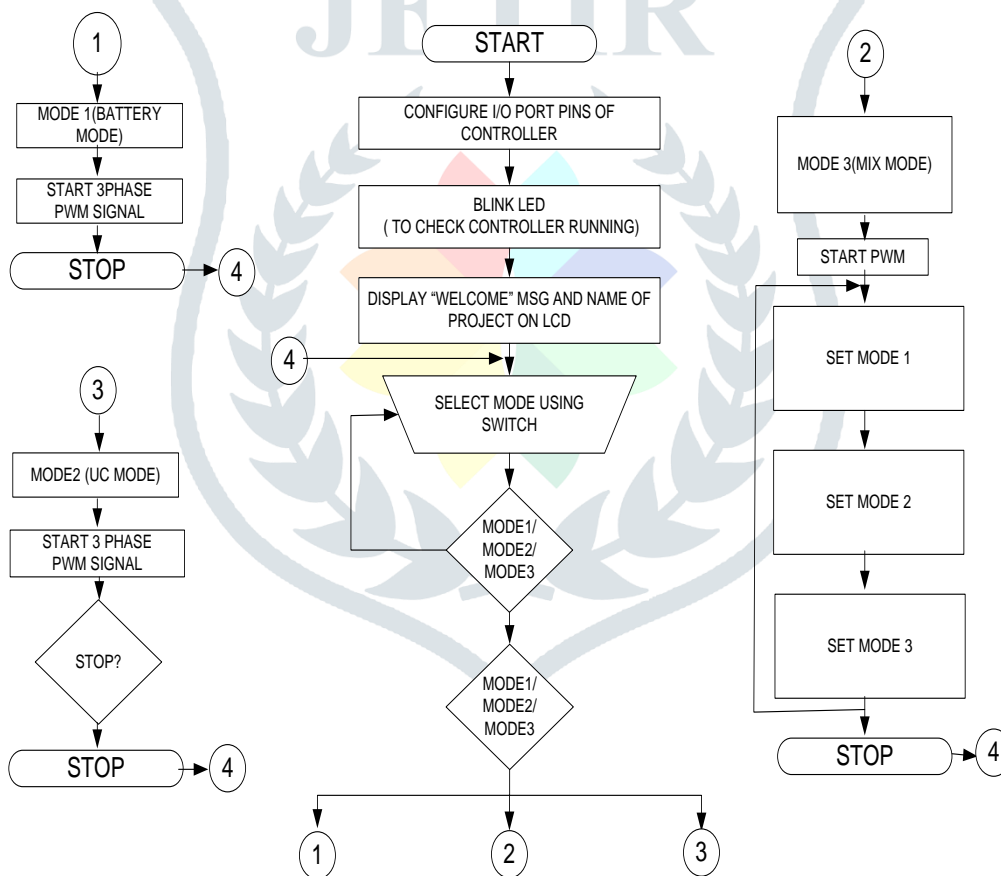 JETIR
1
MODE 1(BATTERY
MODE)
START 3PHASE
PWM SIGNAL
STOP
4
3
MODE2 (UC MODE)
START 3 PHASE
PWM SIGNAL
STOP?
STOP
4
START
CONFIGURE I/O PORT PINS OF
CONTROLLER
BLINK LED
( TO CHECK CONTROLLER RUNNING)
DISPLAY “WELCOME” MSG AND NAME OF
PROJECT ON LCD
4
SELECT MODE USING
SWITCH
MODE1/
MODE2/
MODE3
MODE1/
MODE2/
MODE3
1
2
3
2
MODE 3(MIX MODE)
START PWM
SET MODE 1
SET MODE 2
SET MODE 3
STOP
4